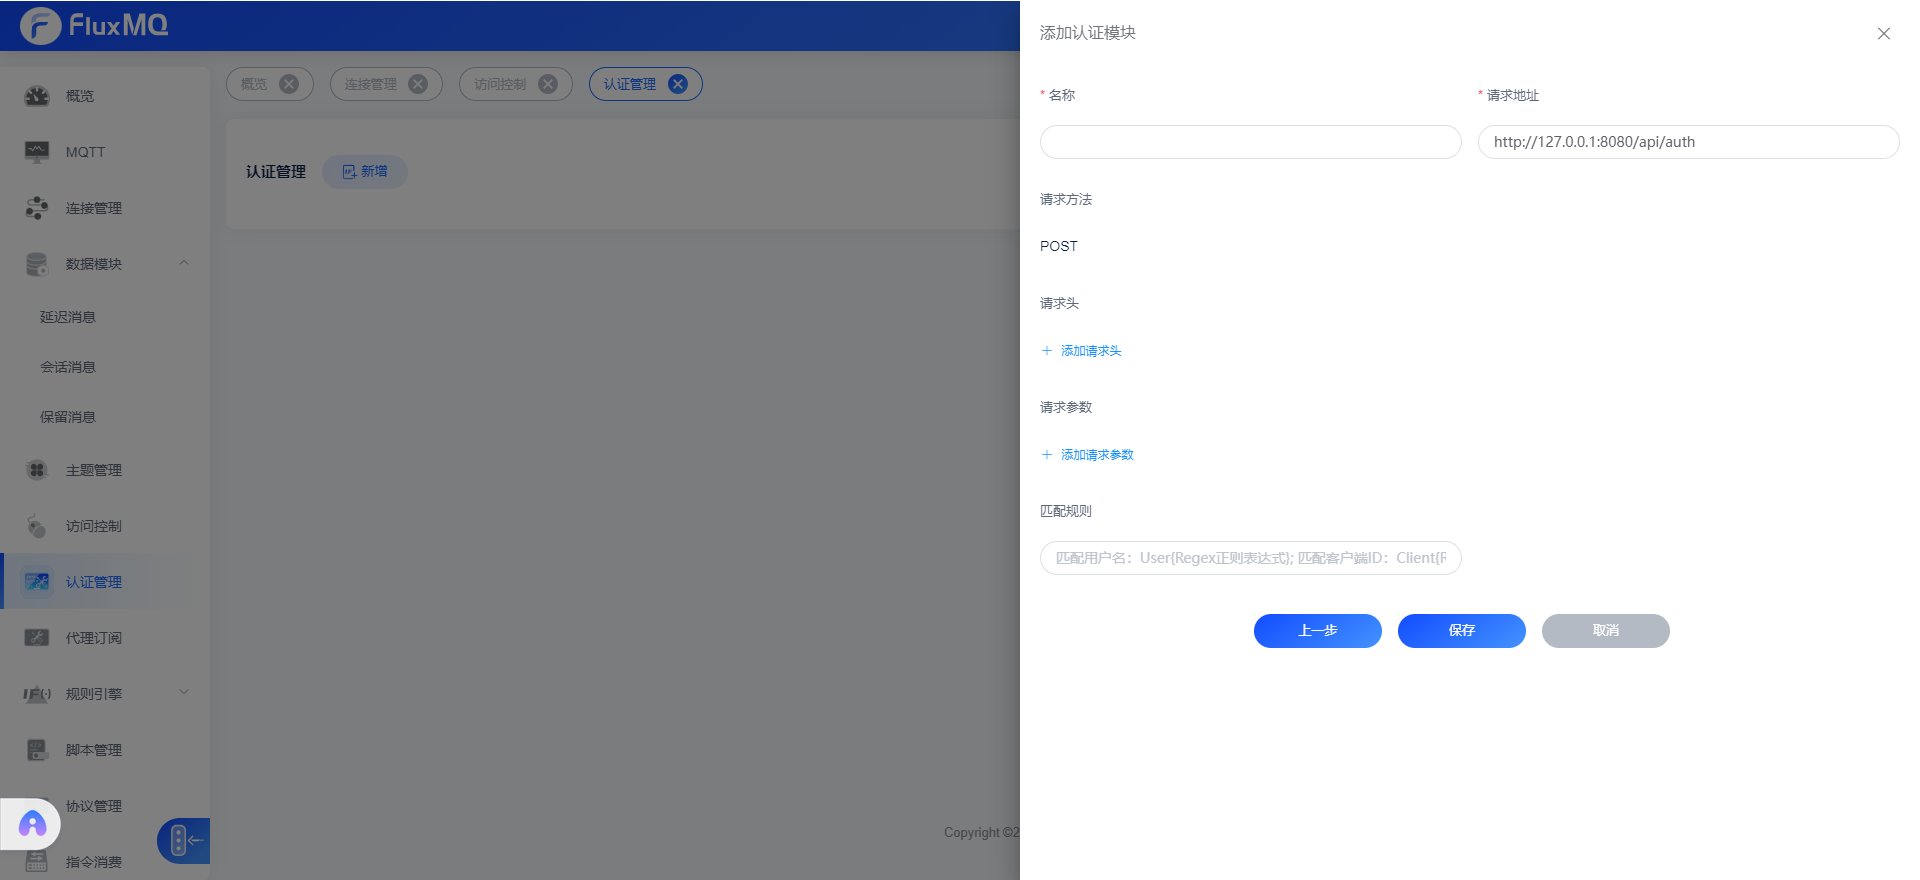 FluxMQ
概览
MQTT
连接管理
数据模块
延迟消息
会话消息
保留消息
主题管理
访问控制
认证管理
代理订阅
规则引擎
脚本管理
协议管理
指令消费
概览
连接管理
访问控制
认证管理
认证管理
新增
Copyright ©2
添加认证模块
* 名称
* 请求地址
http://127.0.0.1:8080/api/auth
请求方法
POST
请求头
+ 添加请求头
请求参数
+ 添加请求参数
匹配规则
匹配用户名：User{Regex正则表达式}; 匹配客户端ID：Client{R
上一步
保存
取消